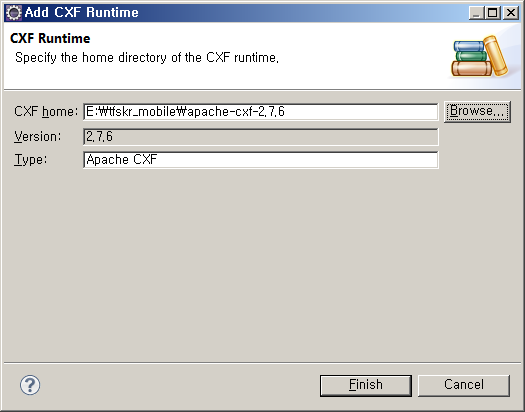 Add CXF Runtime
CXF Runtime
Specify the home directory of the CXF runtime.
CXF home: E:₩tfskr_mobile₩apache-cxf-2.7.6 Browse...
Version: 2.7.6
Type: Apache CXF
? Finish Cancel